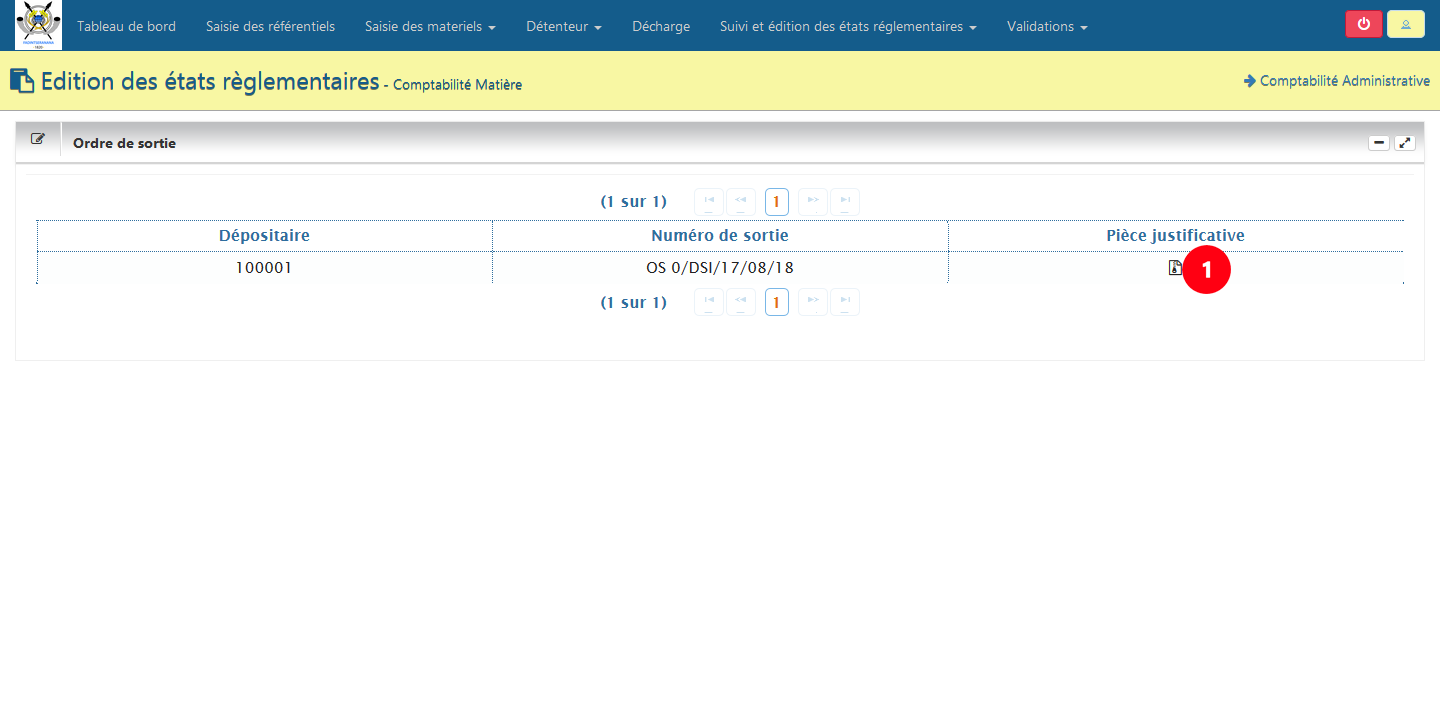 Tableau de bord Saisie des référentiels Saisie des materiels Détenteur Décharge Suivi et édition des états réglementaires Validations
Edition des états règlementaires - Comptabilité Matière
Comptabilité Administrative
Ordre de sortie
(1 sur 1) 1
Dépositaire Numéro de sortie Pièce justificative
100001 OS 0/DSI/17/08/18 1
(1 sur 1) 1